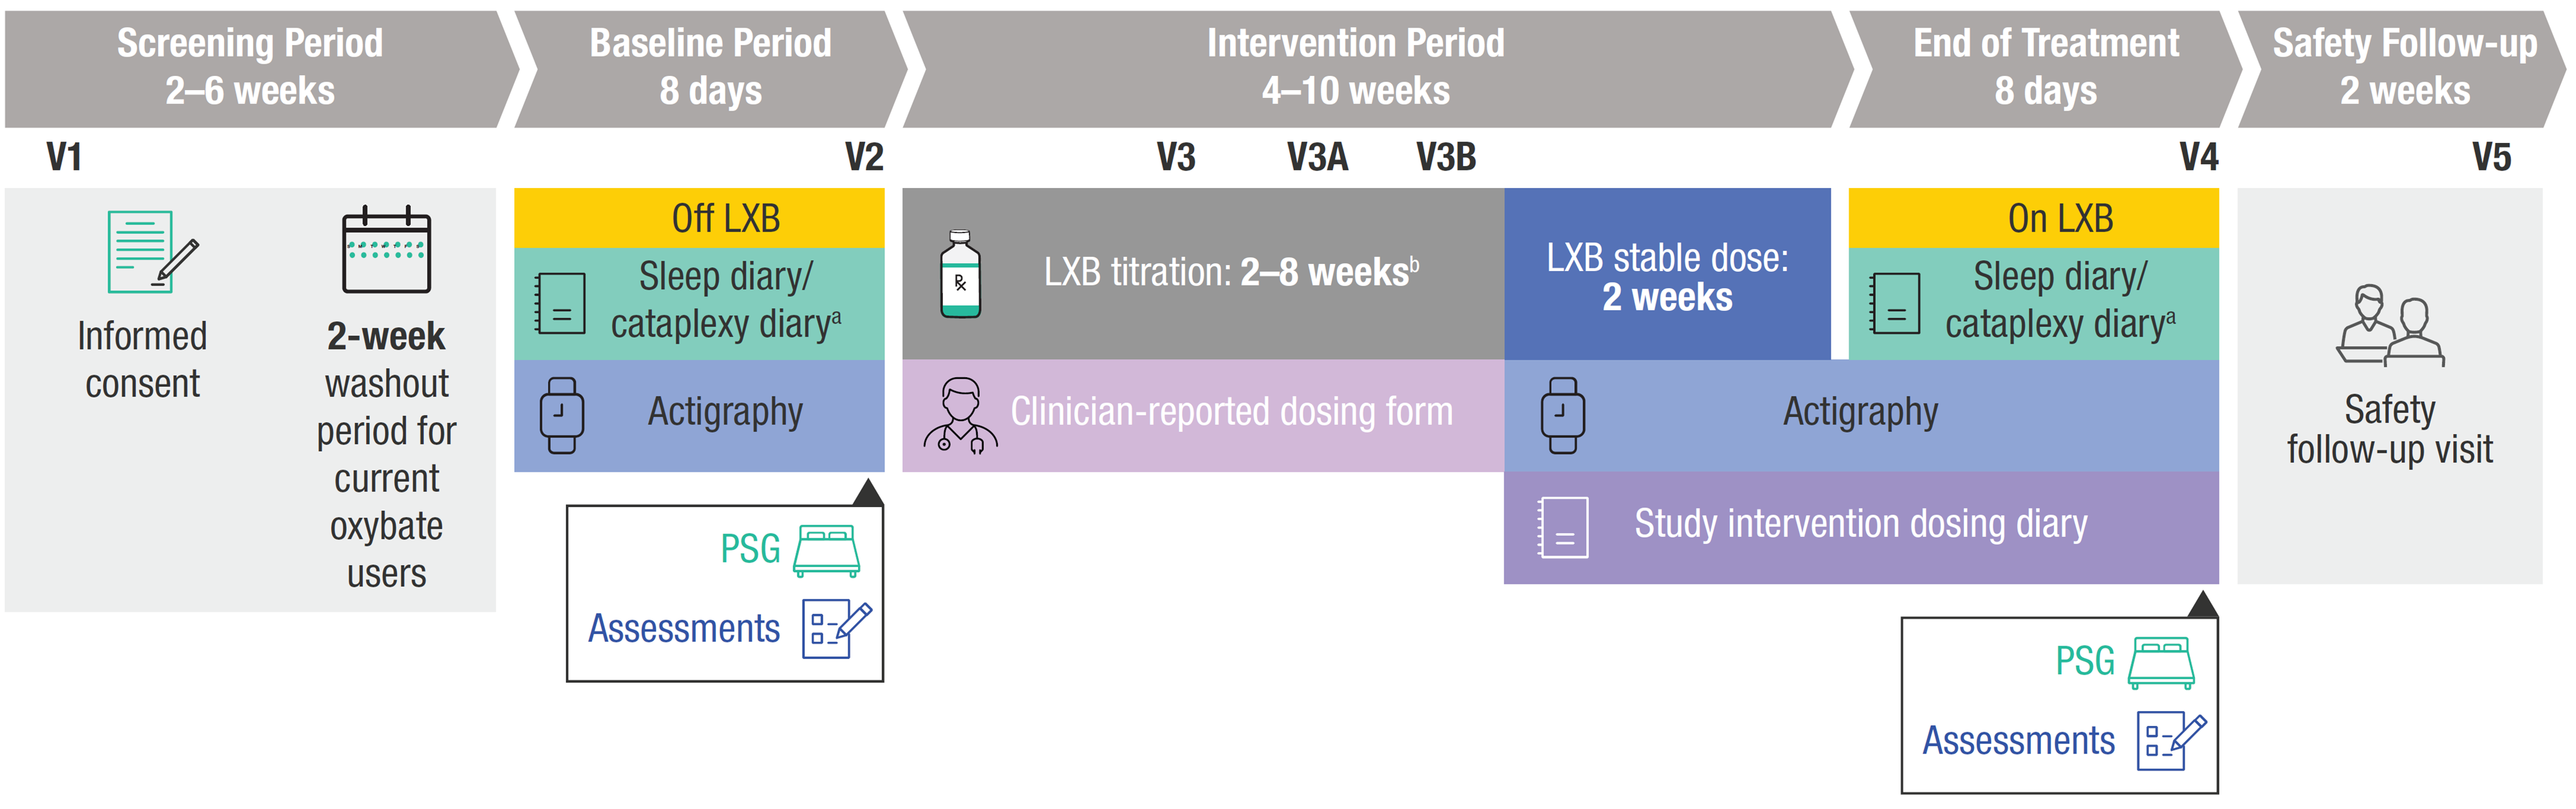 Screening Period
2–6 weeks
Baseline Period
8 days
Intervention Period
4–10 weeks
End of Treatment
8 days
Safety Follow-up
2 weeks
V1
V2
V3
V3A
V3B
V4
V5
Informed
consent
2-week
washout
period for
current
oxybate
users
Off LXB
Sleep diary/
cataplexy diaryᵃ
Actigraphy
PSG
Assessments
℞
LXB titration: 2–8 weeksᵇ
Clinician-reported dosing form
LXB stable dose:
2 weeks
On LXB
Sleep diary/
cataplexy diaryᵃ
Actigraphy
Study intervention dosing diary
PSG
Assessments
Safety
follow-up visit